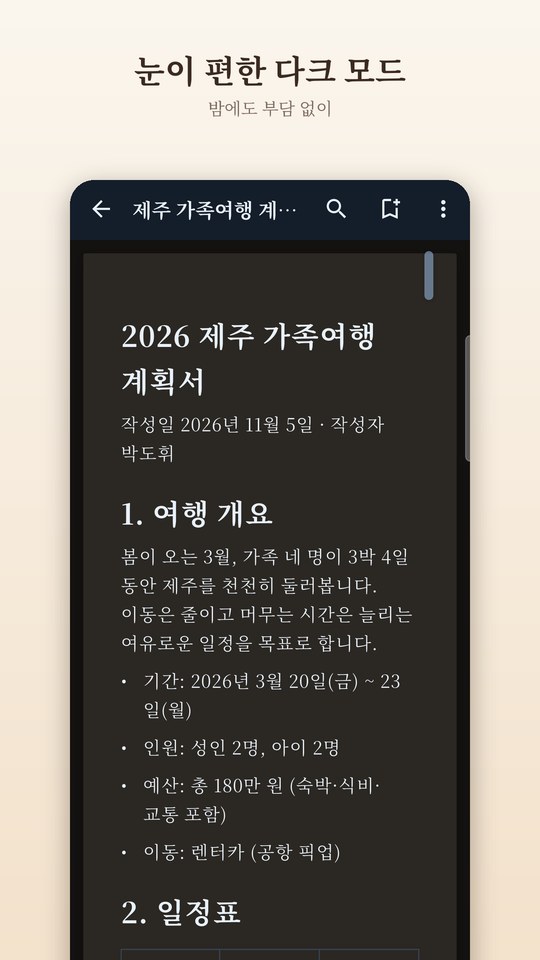 눈이 편한 다크 모드
밤에도 부담 없이
제주 가족여행 계…
2026 제주 가족여행
계획서
작성일 2026년 11월 5일 · 작성자
박도휘
1. 여행 개요
봄이 오는 3월, 가족 네 명이 3박 4일
동안 제주를 천천히 둘러봅니다.
이동은 줄이고 머무는 시간은 늘리는
여유로운 일정을 목표로 합니다.
• 기간: 2026년 3월 20일(금) ~ 23
일(월)
• 인원: 성인 2명, 아이 2명
• 예산: 총 180만 원 (숙박·식비·
교통 포함)
• 이동: 렌터카 (공항 픽업)
2. 일정표